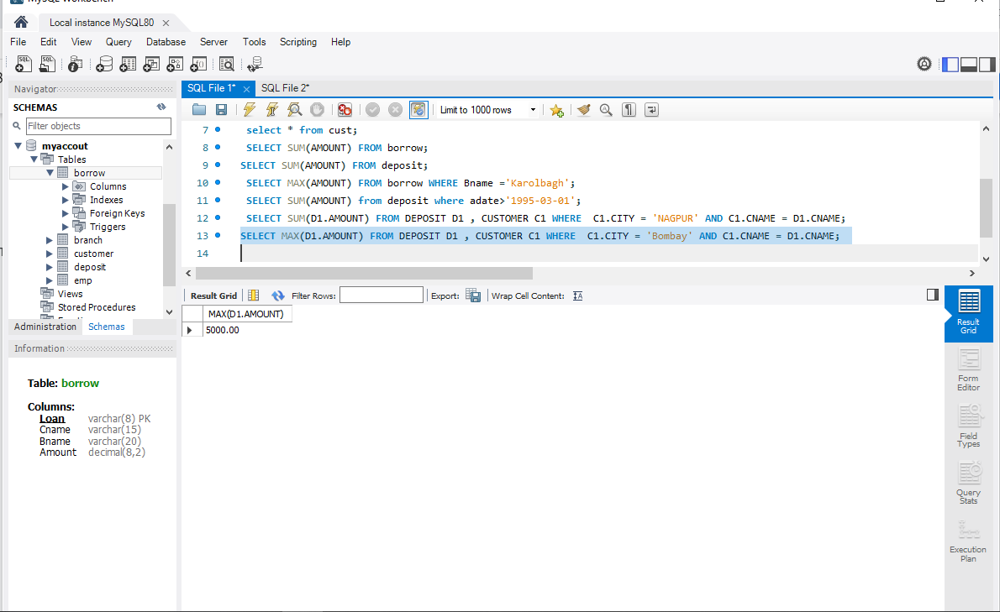 MySQL Workbench
Local instance MySQL80 ×
File Edit View Query Database Server Tools Scripting Help
Navigator
SQL File 1* × SQL File 2*
SCHEMAS
Filter objects
Limit to 1000 rows
myaccout
Tables
borrow
Columns
Indexes
Foreign Keys
Triggers
branch
customer
deposit
emp
Views
Stored Procedures
7 select * from cust;
8 SELECT SUM(AMOUNT) FROM borrow;
9 SELECT SUM(AMOUNT) FROM deposit;
10 SELECT MAX(AMOUNT) FROM borrow WHERE Bname ='Karolbagh';
11 SELECT SUM(AMOUNT) from deposit where adate>'1995-03-01';
12 SELECT SUM(D1.AMOUNT) FROM DEPOSIT D1 , CUSTOMER C1 WHERE C1.CITY = 'NAGPUR' AND C1.CNAME = D1.CNAME;
13 SELECT MAX(D1.AMOUNT) FROM DEPOSIT D1 , CUSTOMER C1 WHERE C1.CITY = 'Bombay' AND C1.CNAME = D1.CNAME;
14
Result Grid Filter Rows: Export: Wrap Cell Content:
MAX(D1.AMOUNT)
5000.00
Administration Schemas
Information
Table: borrow
Columns:
Loan varchar(8) PK
Cname varchar(15)
Bname varchar(20)
Amount decimal(8,2)
Result
Grid
Form
Editor
Field
Types
Query
Stats
Execution
Plan